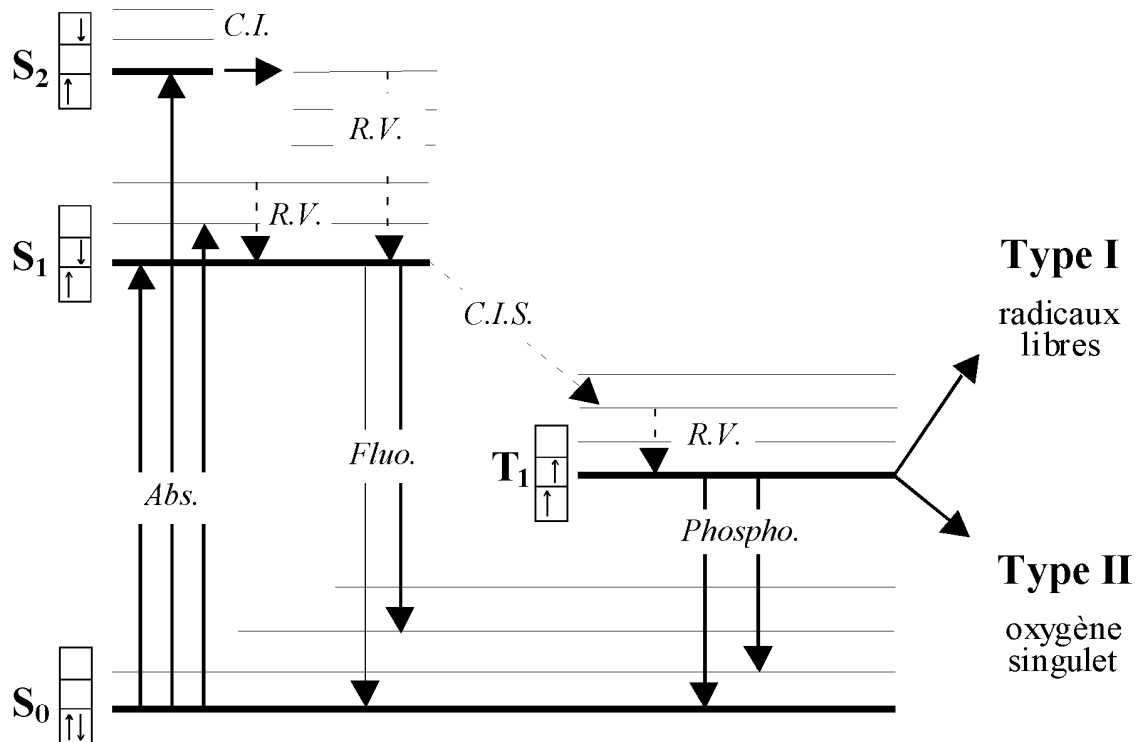 C.I.
S2
R.V.
R.V.
S1
Type I
radicaux
libres
C.I.S.
R.V.
T1
Fluo.
Abs.
Phospho.
Type II
oxygène
singulet
S0